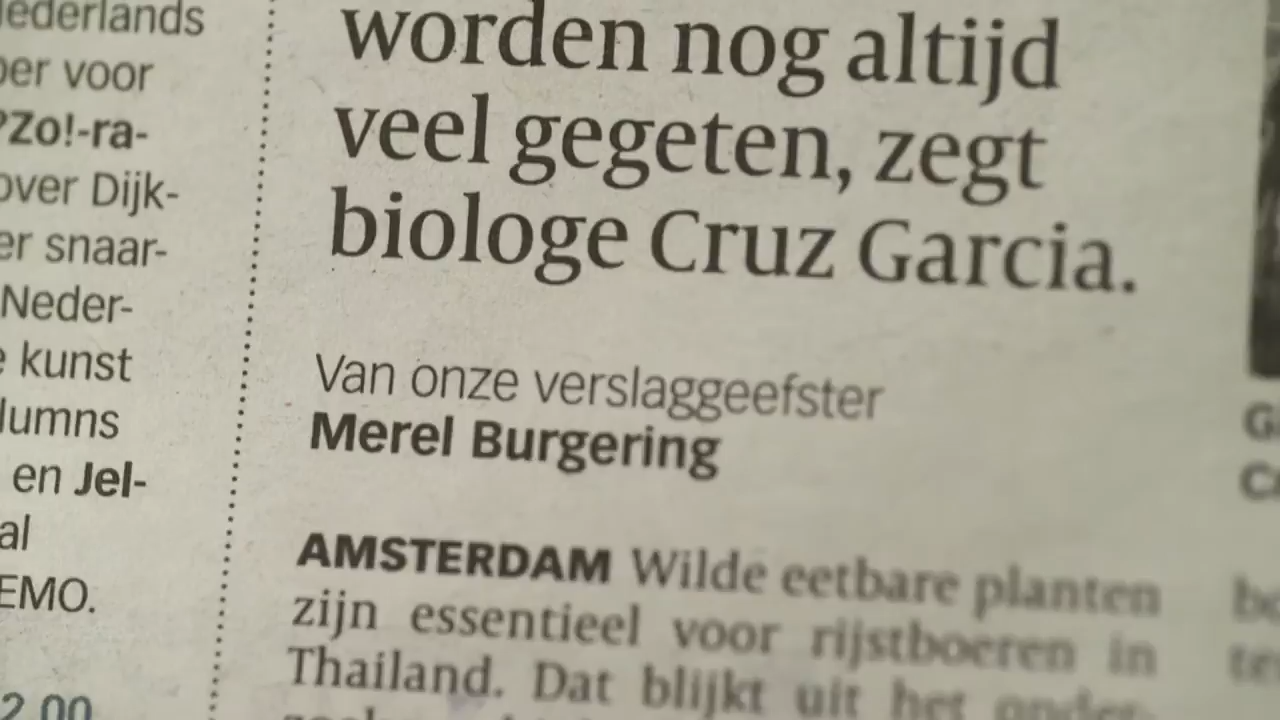 ederlands
er voor
?Zo!-ra-
over Dijk-
er snaar-
Neder-
kunst
lumns
en Jel-
al
EMO.
2.00
worden nog altijd
veel gegeten, zegt
biologe Cruz Garcia.
Van onze verslaggeefster
Merel Burgering
AMSTERDAM Wilde eetbare planten
zijn essentieel voor rijstboeren in
Thailand. Dat blijkt uit het onder-